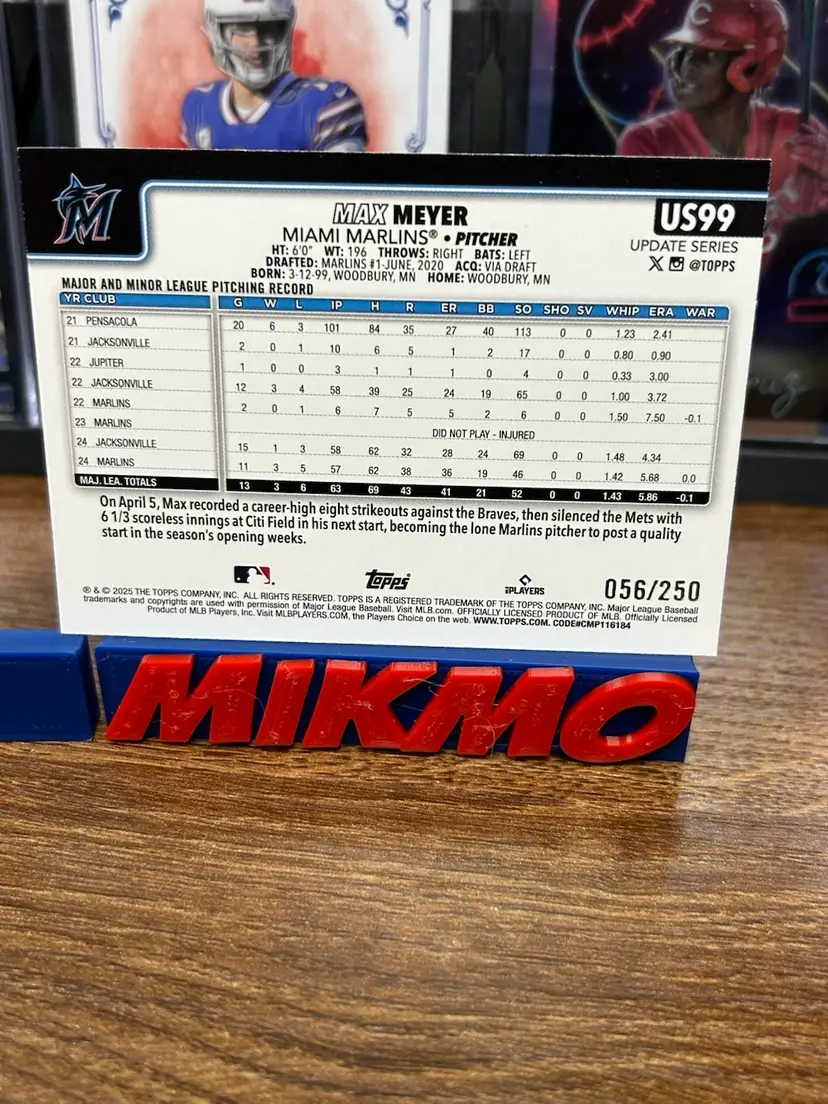 M
MAX MEYER
MIAMI MARLINS® • PITCHER
HT: 6'0" WT: 196 THROWS: RIGHT BATS: LEFT
DRAFTED: MARLINS #1-JUNE, 2020 ACQ: VIA DRAFT
BORN: 3-12-99, WOODBURY, MN HOME: WOODBURY, MN
US99
UPDATE SERIES
X @TOPPS
MAJOR AND MINOR LEAGUE PITCHING RECORD
YR CLUB G W L IP H R ER BB SO SHO SV WHIP ERA WAR
21 PENSACOLA 20 6 3 101 84 35 27 40 113 0 0 1.23 2.41
21 JACKSONVILLE 2 0 1 10 6 5 1 2 17 0 0 0.80 0.90
22 JUPITER 1 0 0 3 1 1 1 0 4 0 0 0.33 3.00
22 JACKSONVILLE 12 3 4 58 39 25 24 19 65 0 0 1.00 3.72
22 MARLINS 2 0 1 6 7 5 5 2 6 0 0 1.50 7.50 -0.1
23 MARLINS DID NOT PLAY - INJURED
24 JACKSONVILLE 15 1 3 58 62 32 28 24 69 0 0 1.48 4.34
24 MARLINS 11 3 5 57 62 38 36 19 46 0 0 1.42 5.68 0.0
MAJ. LEA. TOTALS 13 3 6 63 69 43 41 21 52 0 0 1.43 5.86 -0.1
On April 5, Max recorded a career-high eight strikeouts against the Braves, then silenced the Mets with
6 1/3 scoreless innings at Citi Field in his next start, becoming the lone Marlins pitcher to post a quality
start in the season's opening weeks.
Topps
PLAYERS
056/250
® & © 2025 THE TOPPS COMPANY, INC. ALL RIGHTS RESERVED. TOPPS IS A REGISTERED TRADEMARK OF THE TOPPS COMPANY, INC. Major League Baseball
trademarks and copyrights are used with permission of Major League Baseball. Visit MLB.com. OFFICIALLY LICENSED PRODUCT OF MLB. Officially Licensed
Product of MLB Players, Inc. Visit MLBPLAYERS.COM, the Players Choice on the web. WWW.TOPPS.COM. CODE#CMP116184
MIKMO